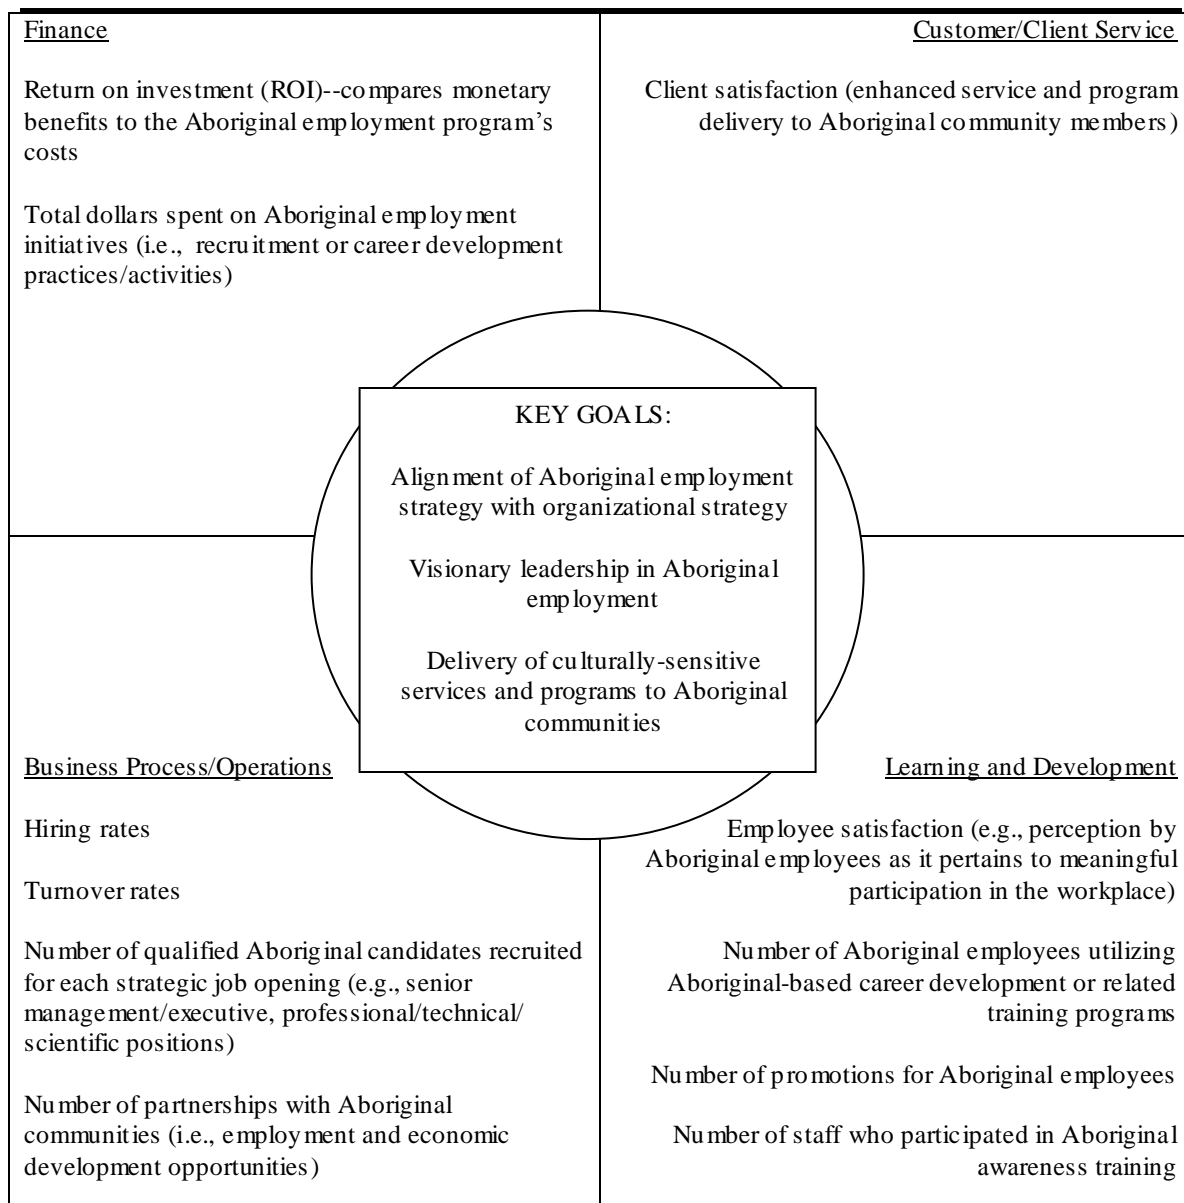 Finance
Return on investment (ROI)--compares monetary
benefits to the Aboriginal employment program’s
costs
Total dollars spent on Aboriginal employment
initiatives (i.e., recruitment or career development
practices/activities)
Customer/Client Service
Client satisfaction (enhanced service and program
delivery to Aboriginal community members)
KEY GOALS:
Alignment of Aboriginal employment
strategy with organizational strategy
Visionary leadership in Aboriginal
employment
Delivery of culturally-sensitive
services and programs to Aboriginal
communities
Business Process/Operations
Hiring rates
Turnover rates
Number of qualified Aboriginal candidates recruited
for each strategic job opening (e.g., senior
management/executive, professional/technical/
scientific positions)
Number of partnerships with Aboriginal
communities (i.e., employment and economic
development opportunities)
Learning and Development
Employee satisfaction (e.g., perception by
Aboriginal employees as it pertains to meaningful
participation in the workplace)
Number of Aboriginal employees utilizing
Aboriginal-based career development or related
training programs
Number of promotions for Aboriginal employees
Number of staff who participated in Aboriginal
awareness training